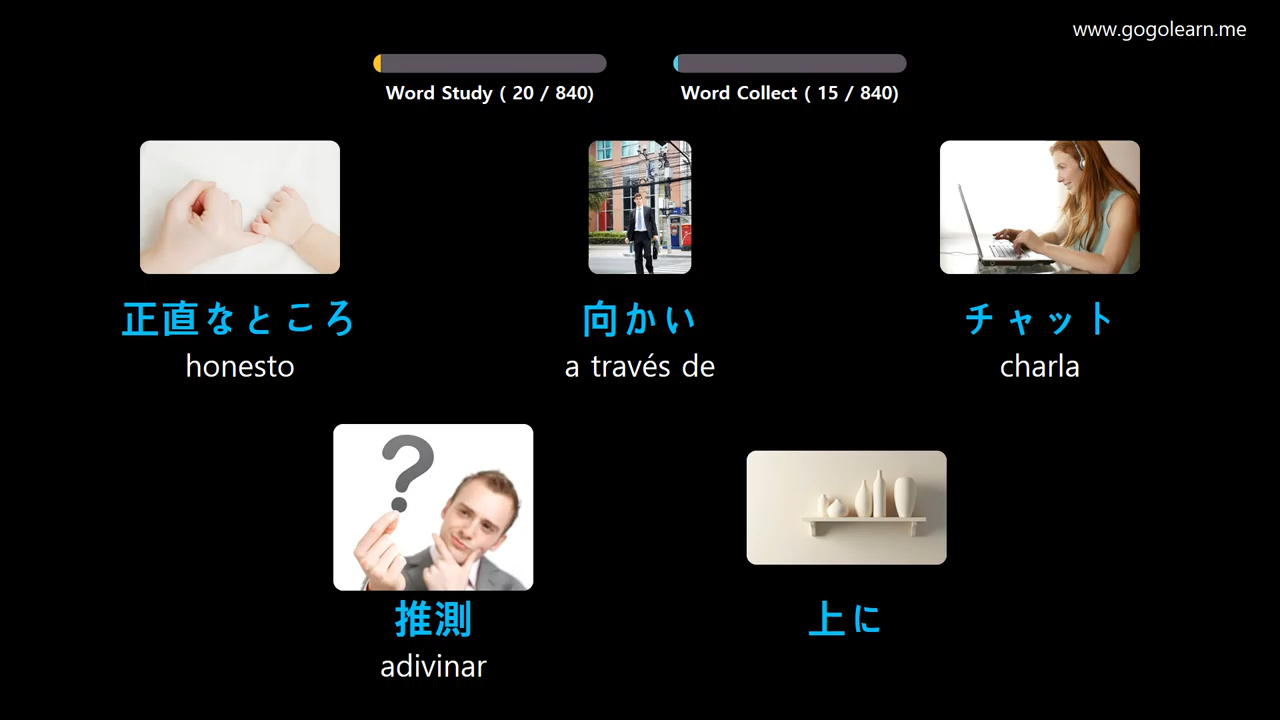 www.gogolearn.me
Word Study ( 20 / 840)
Word Collect ( 15 / 840)
正直なところ
honesto
向かい
a través de
チャット
charla
推測
adivinar
上に